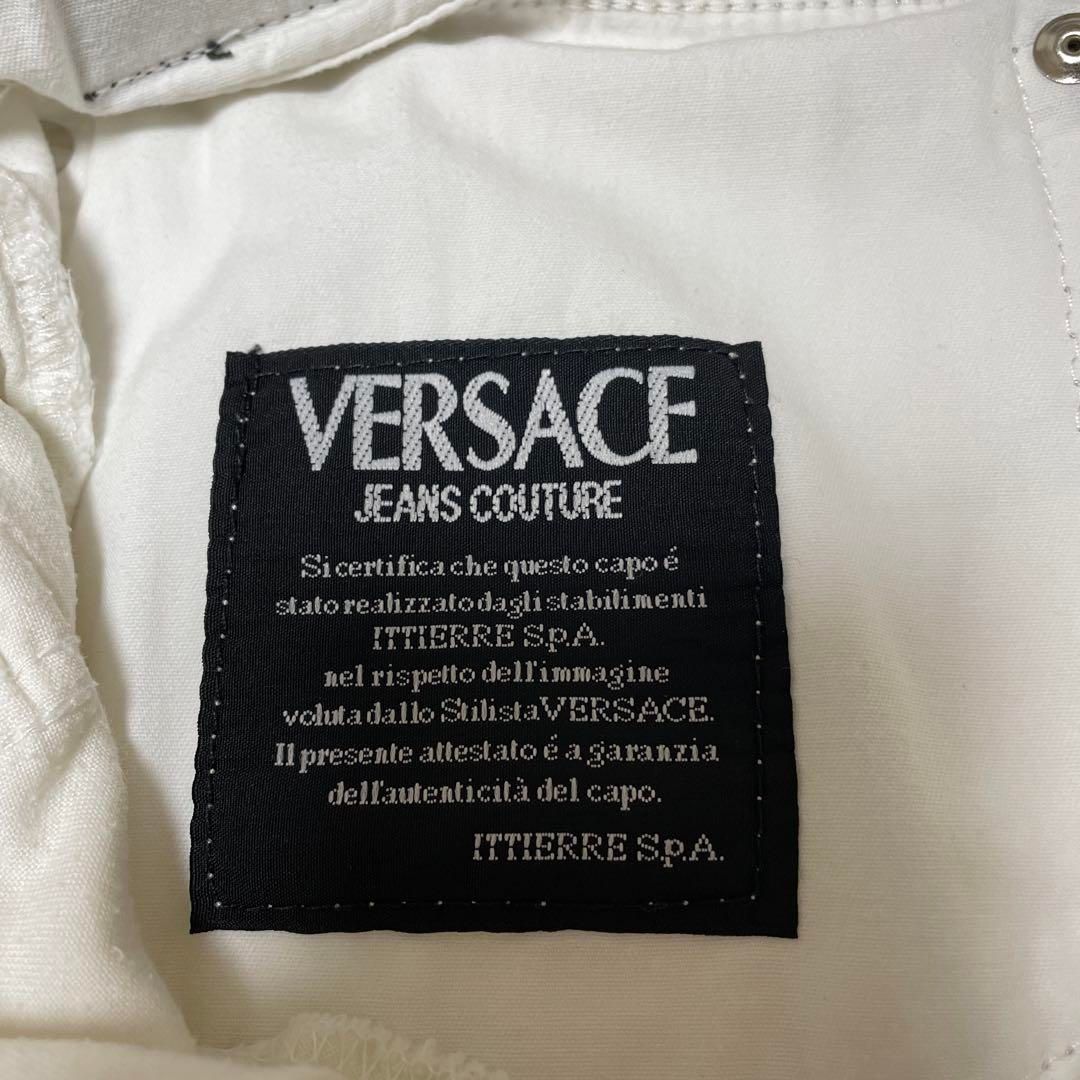 VERSACE
JEANS COUTURE
Si certifica che questo capo é
stato realizzato dagli stabilimenti
ITTIERRE S.p.A.
nel rispetto dell'immagine
voluta dallo Stilista VERSACE.
Il presente attestato é a garanzia
dell'autenticità del capo.
ITTIERRE S.p.A.